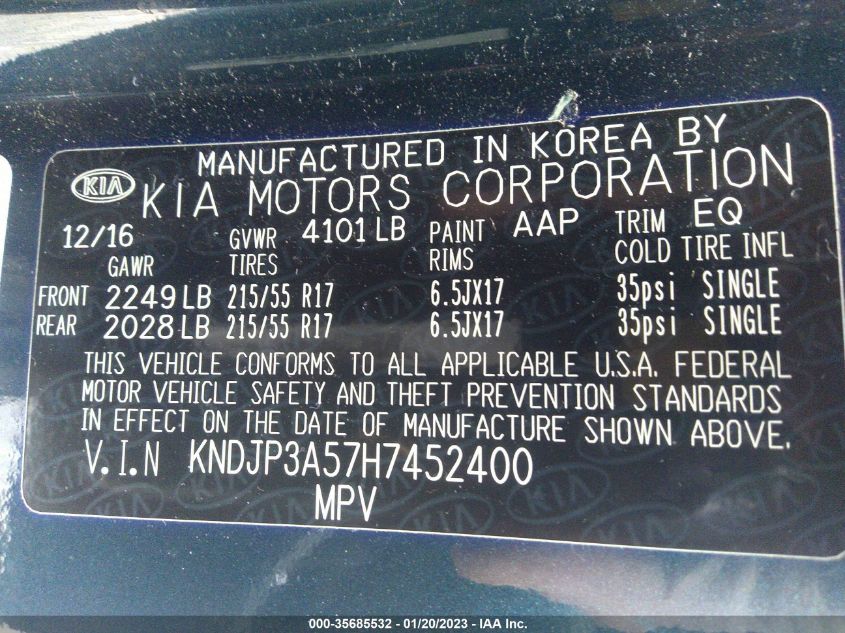 MANUFACTURED IN KOREA BY
KIA KIA MOTORS CORPORATION
12/16 GVWR 4101 LB PAINT AAP TRIM EQ
GAWR TIRES RIMS COLD TIRE INFL
FRONT 2249 LB 215/55 R17 6.5JX17 35psi SINGLE
REAR 2028 LB 215/55 R17 6.5JX17 35psi SINGLE
THIS VEHICLE CONFORMS TO ALL APPLICABLE U.S.A. FEDERAL
MOTOR VEHICLE SAFETY AND THEFT PREVENTION STANDARDS
IN EFFECT ON THE DATE OF MANUFACTURE SHOWN ABOVE.
V.I.N KNDJP3A57H7452400
MPV
000-35685532 - 01/20/2023 - IAA Inc.